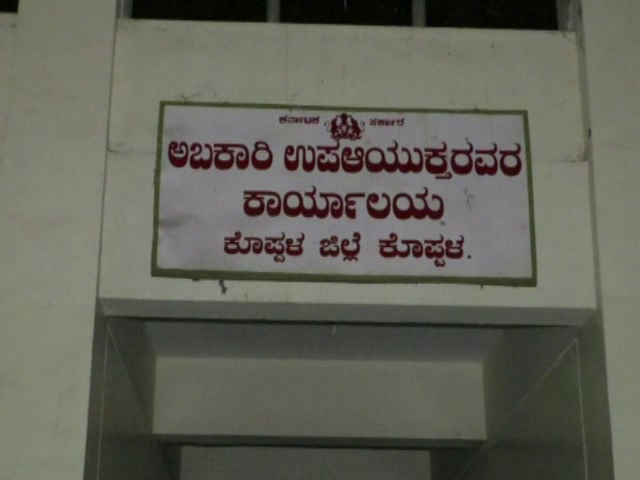 ಕರ್ನಾಟಕ ಸರ್ಕಾರ
ಅಬಕಾರಿ ಉಪಆಯುಕ್ತರವರ
ಕಾರ್ಯಾಲಯ
ಕೊಪ್ಪಳ ಜಿಲ್ಲೆ ಕೊಪ್ಪಳ.